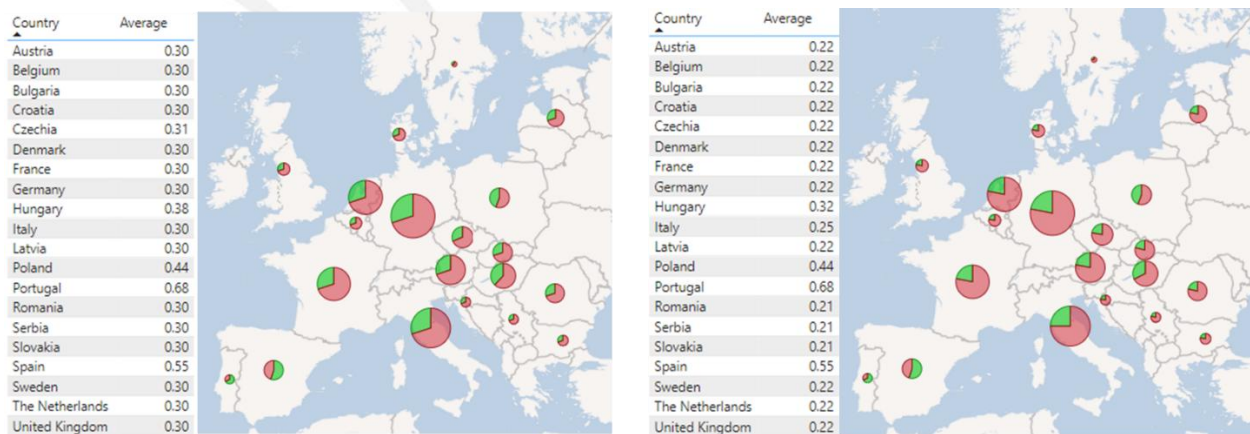 Country Average
Austria 0.30
Belgium 0.30
Bulgaria 0.30
Croatia 0.30
Czechia 0.31
Denmark 0.30
France 0.30
Germany 0.30
Hungary 0.38
Italy 0.30
Latvia 0.30
Poland 0.44
Portugal 0.68
Romania 0.30
Serbia 0.30
Slovakia 0.30
Spain 0.55
Sweden 0.30
The Netherlands 0.30
United Kingdom 0.30
Country Average
Austria 0.22
Belgium 0.22
Bulgaria 0.22
Croatia 0.22
Czechia 0.22
Denmark 0.22
France 0.22
Germany 0.22
Hungary 0.32
Italy 0.25
Latvia 0.22
Poland 0.44
Portugal 0.68
Romania 0.21
Serbia 0.21
Slovakia 0.21
Spain 0.55
Sweden 0.22
The Netherlands 0.22
United Kingdom 0.22